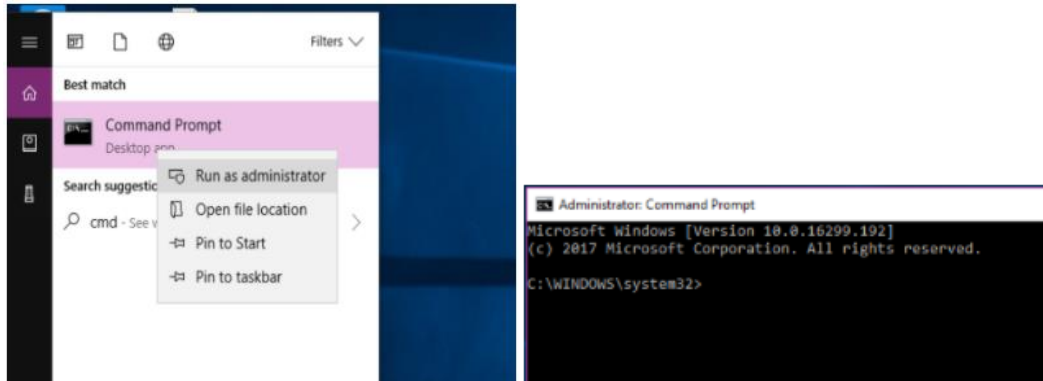 Filters
Best match
Command Prompt
Desktop app
Run as administrator
Search suggestic
Open file location
cmd - See v
Pin to Start
Pin to taskbar
Administrator: Command Prompt
Microsoft Windows [Version 10.0.16299.192]
(c) 2017 Microsoft Corporation. All rights reserved.
C:\WINDOWS\system32>